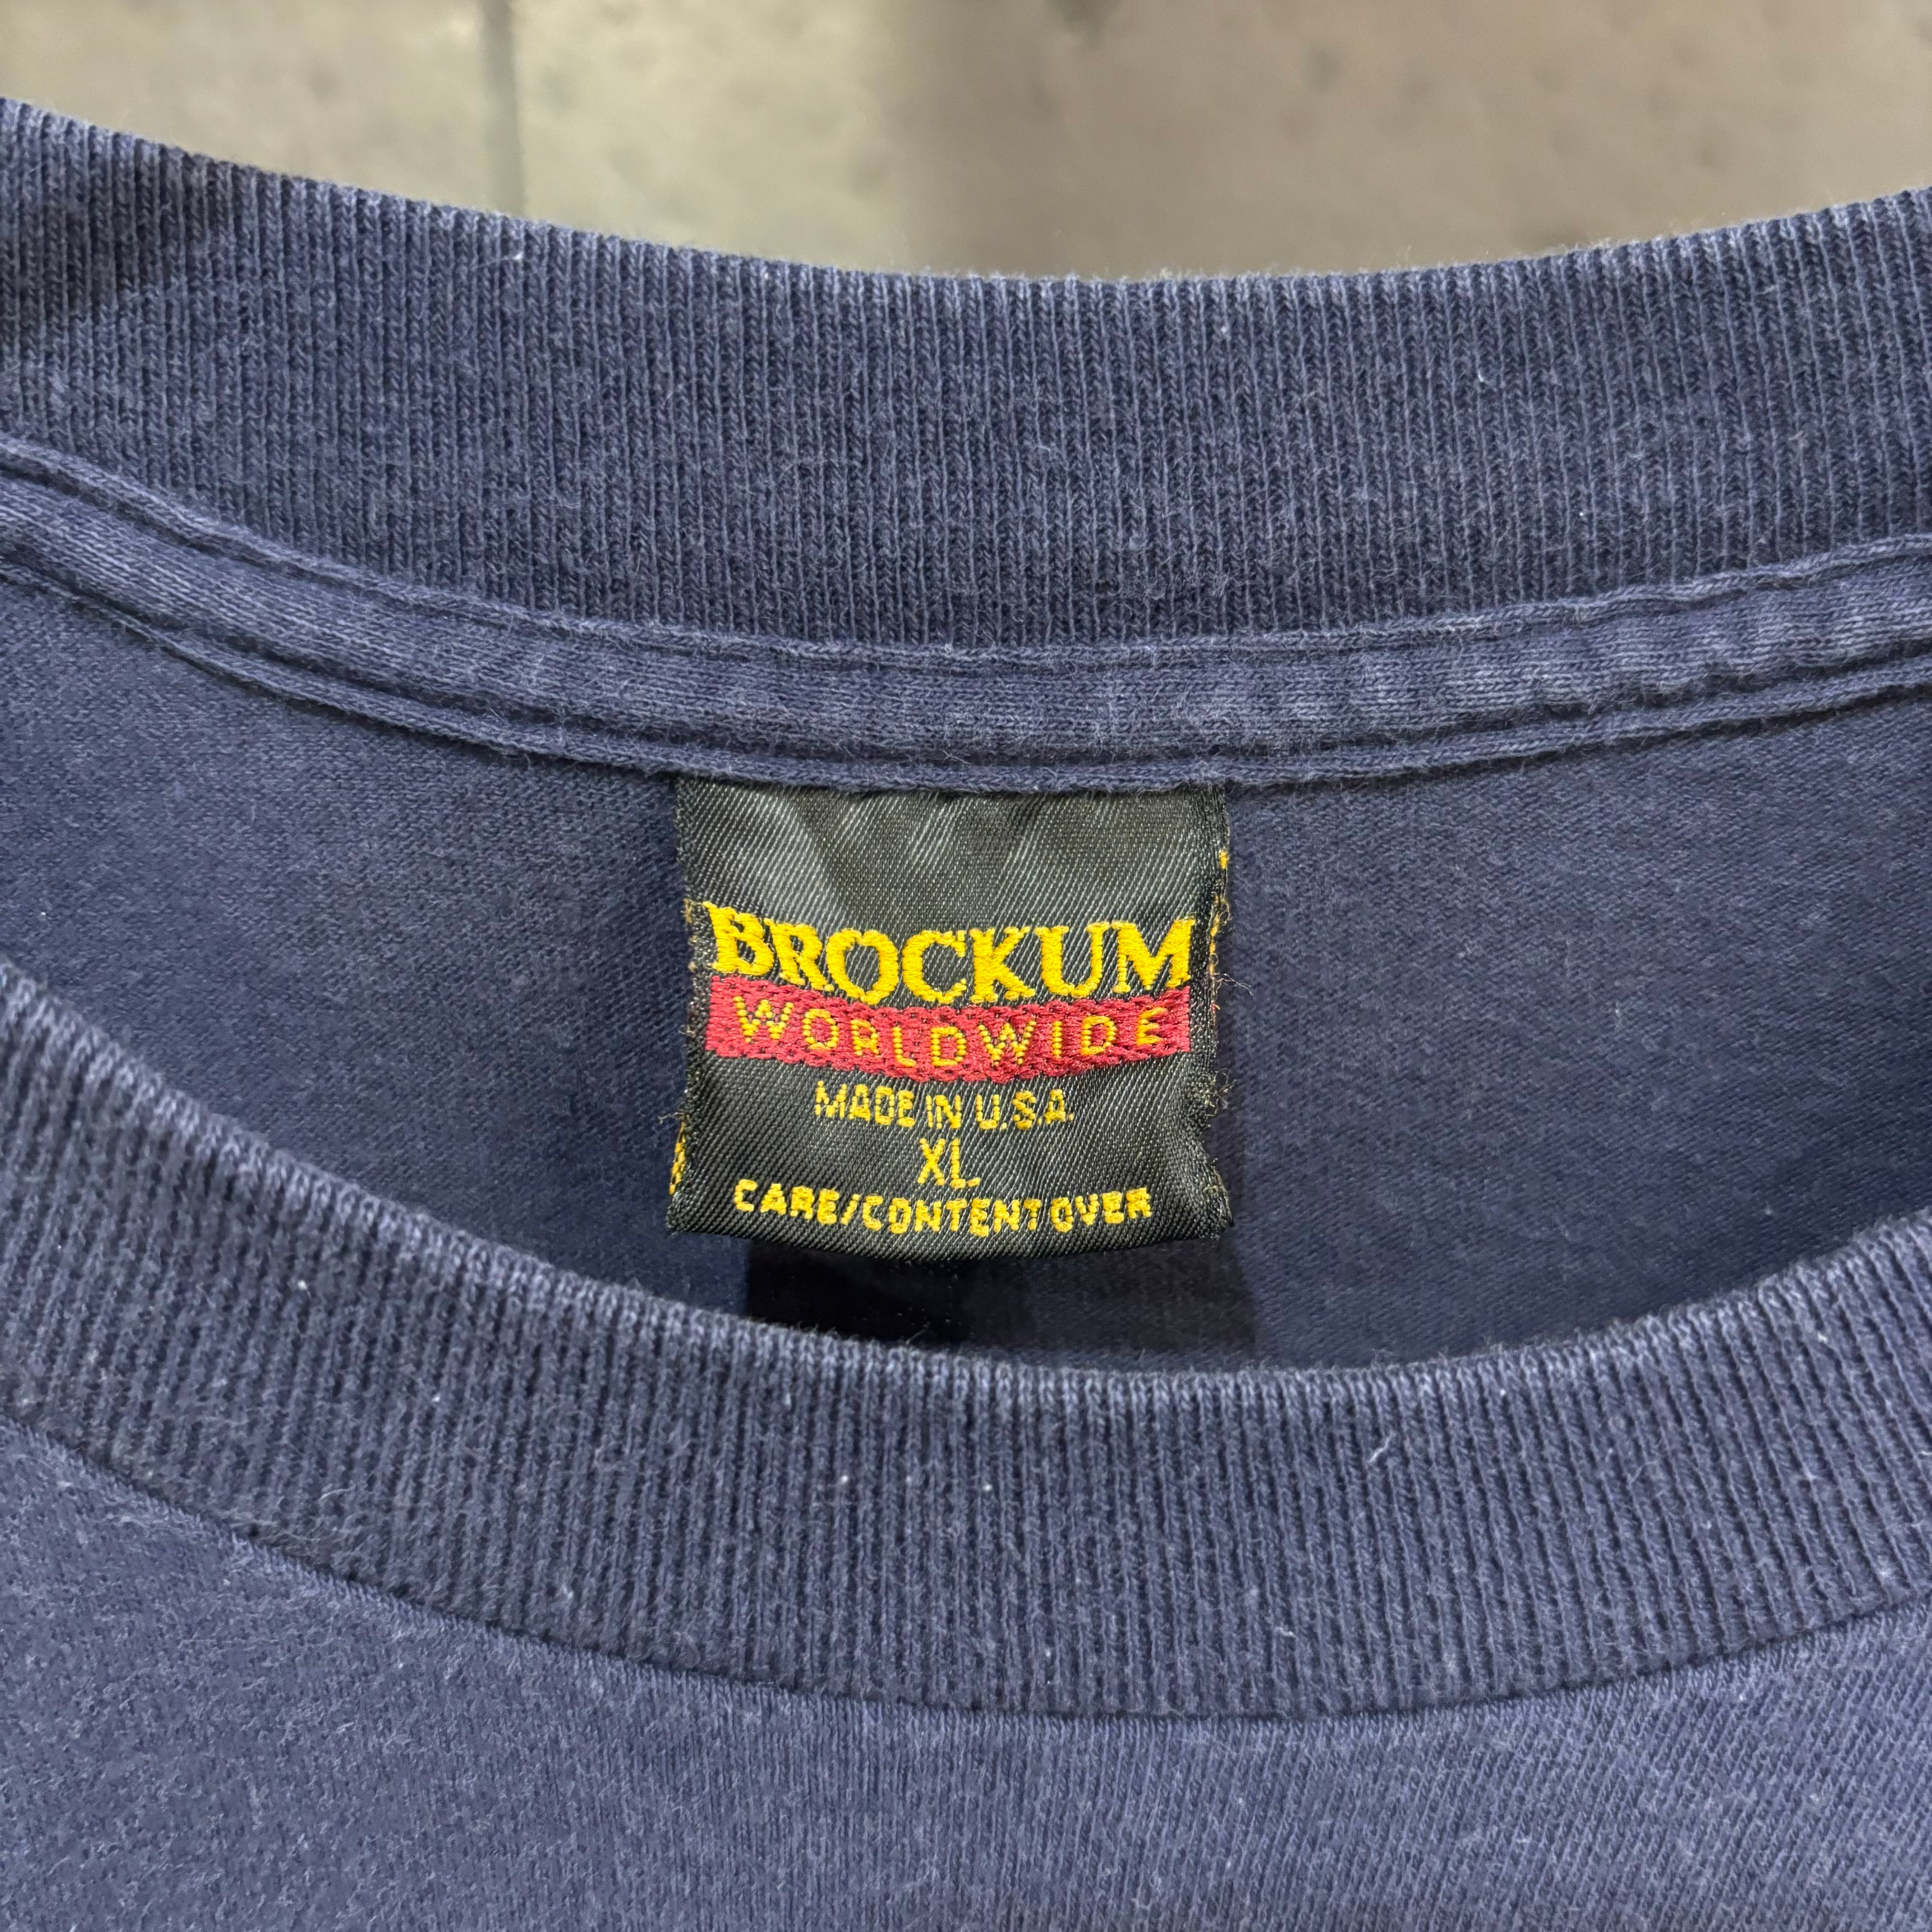 BROCKUM
WORLDWIDE
MADE IN U.S.A.
XL
CARE/CONTENT OVER